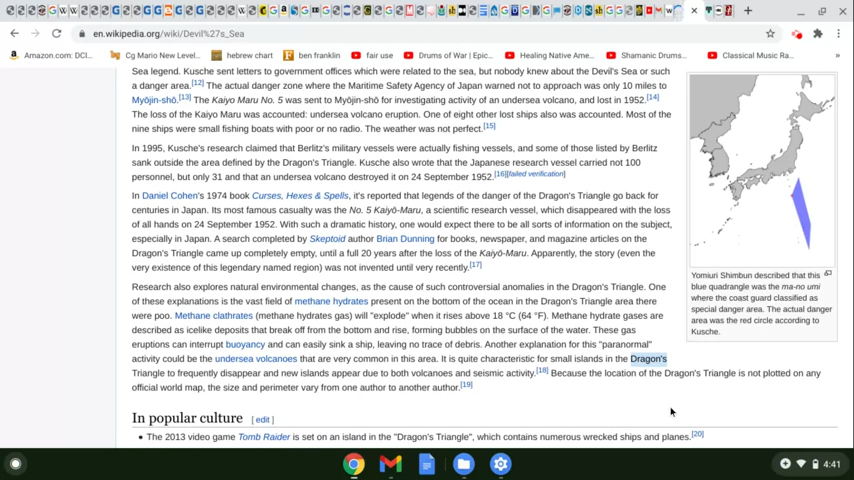 en.wikipedia.org/wiki/Devil%27s_Sea
Amazon.com: DCI... Cg Mario New Level... hebrew chart ben franklin fair use Drums of War | Epic... Healing Native Ame... Shamanic Drums... Classical Music Ra... »
Sea legend. Kusche sent letters to government offices which were related to the sea, but nobody knew about the Devil's Sea or such
a danger area.[12] The actual danger zone where the Maritime Safety Agency of Japan warned not to approach was only 10 miles to
Myōjin-shō.[13] The Kaiyo Maru No. 5 was sent to Myōjin-shō for investigating activity of an undersea volcano, and lost in 1952.[14]
The loss of Kaiyo Maru was accounted: undersea volcano eruption. One of eight other lost ships also was accounted. Most of the
nine ships were small fishing boats with poor or no radio. The weather was not perfect.[15]
In 1995, Kusche's research claimed that Berlitz's military vessels were actually fishing vessels, and some of those listed by Berlitz
sank outside the area defined by the Dragon's Triangle. Kusche also wrote that the Japanese research vessel carried not 100
personnel, but only 31 and that an undersea volcano destroyed it on 24 September 1952.[16][failed verification]
In Daniel Cohen's 1974 book Curses, Hexes & Spells, it's reported that legends of the danger of the Dragon's Triangle go back for
centuries in Japan. Its most famous casualty was the No. 5 Kaiyō-Maru, a scientific research vessel, which disappeared with the loss
of all hands on 24 September 1952. With such a dramatic history, one would expect there to be all sorts of information on the subject,
especially in Japan. A search completed by Skeptoid author Brian Dunning for books, newspaper, and magazine articles on the
Dragon's Triangle came up completely empty, until a full 20 years after the loss of the Kaiyō-Maru. Apparently, the story (even the
very existence of this legendary named region) was not invented until very recently.[17]
Research also explores natural environmental changes, as the cause of such controversial anomalies in the Dragon's Triangle. One
of these explanations is the vast field of methane hydrates present on the bottom of the ocean in the Dragon's Triangle area there
were poo. Methane clathrates (methane hydrates gas) will "explode" when it rises above 18 °C (64 °F). Methane hydrate gases are
described as icelike deposits that break off from the bottom and rise, forming bubbles on the surface of the water. These gas
eruptions can interrupt buoyancy and can easily sink a ship, leaving no trace of debris. Another explanation for this "paranormal"
activity could be the undersea volcanoes that are very common in this area. It is quite characteristic for small islands in the Dragon's
Triangle to frequently disappear and new islands appear due to both volcanoes and seismic activity.[18] Because the location of the Dragon's Triangle is not plotted on any
official world map, the size and perimeter vary from one author to another author.[19]
Yomiuri Shimbun described that this
blue quadrangle was the ma-no umi
where the coast guard classified as
special danger area. The actual danger
area was the red circle according to
Kusche.
In popular culture [ edit ]
• The 2013 video game Tomb Raider is set on an island in the "Dragon's Triangle", which contains numerous wrecked ships and planes.[20]
4:41